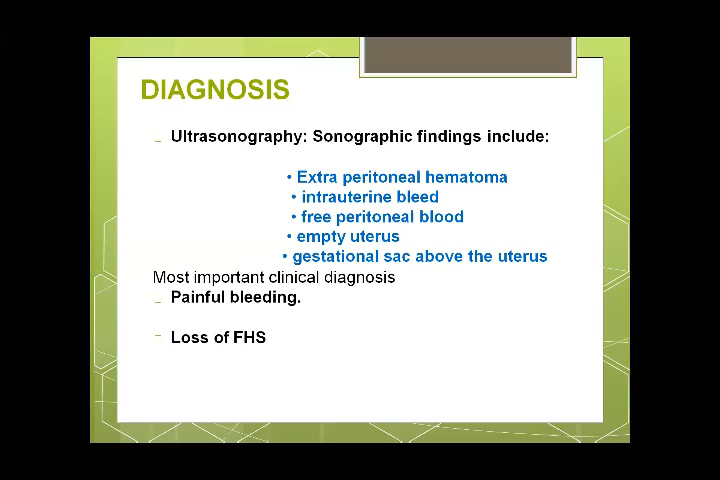 DIAGNOSIS
Ultrasonography: Sonographic findings include:
• Extra peritoneal hematoma
• intrauterine bleed
• free peritoneal blood
• empty uterus
• gestational sac above the uterus
Most important clinical diagnosis
Painful bleeding.
Loss of FHS